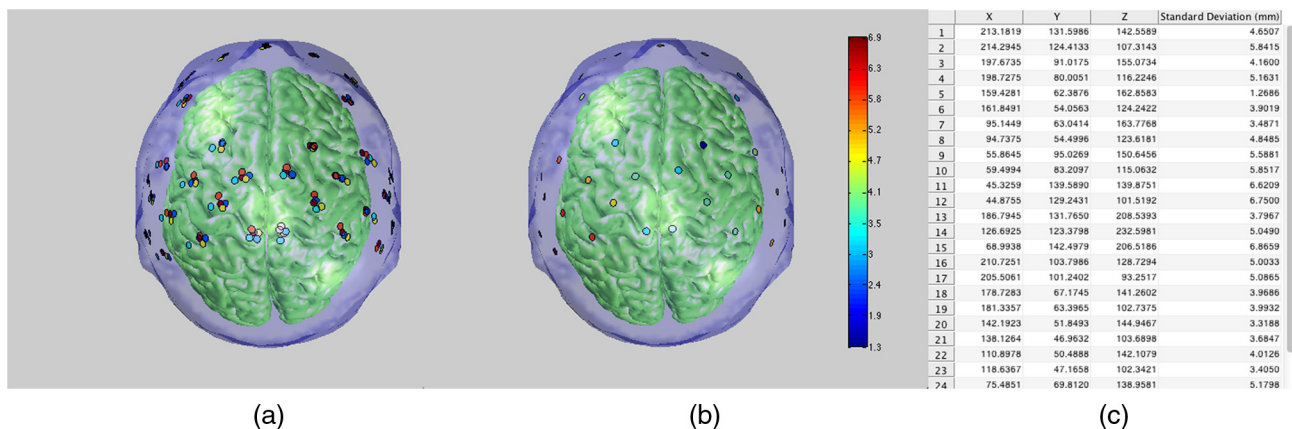 6.9
6.3
5.8
5.2
4.7
4.1
3.5
3.0
2.4
1.9
1.3
X Y Z Standard Deviation (mm)
1 213.1819 131.5986 142.5589 4.6507
2 214.2945 124.4133 107.3143 5.8415
3 197.6735 91.0175 155.0734 4.1600
4 198.7275 80.0051 116.2246 5.1631
5 159.4281 62.3876 162.8583 1.2686
6 161.8491 54.0563 124.2422 3.9019
7 95.1449 63.0414 163.7768 3.4871
8 94.7375 54.4996 123.6181 4.8485
9 55.8645 95.0269 150.6456 5.5881
10 59.4994 83.2097 115.0632 5.8517
11 45.3259 139.5890 139.8751 6.6209
12 44.8755 129.2431 101.5192 6.7500
13 186.7945 131.7650 208.5393 3.7967
14 126.6925 123.3798 232.5981 5.0490
15 68.9938 142.4979 206.5186 6.8659
16 210.7251 103.7986 128.7294 5.0033
17 205.5061 101.2402 93.2517 5.0865
18 178.7283 67.1745 141.2602 3.9686
19 181.3357 63.3965 102.7375 3.9932
20 142.1923 51.8493 144.9467 3.3188
21 138.1264 46.9632 103.6898 3.6847
22 110.8978 50.4888 142.1079 4.0126
23 118.6367 47.1658 102.3421 3.4050
24 75.4851 69.8120 138.9581 5.1798
(a) (b) (c)